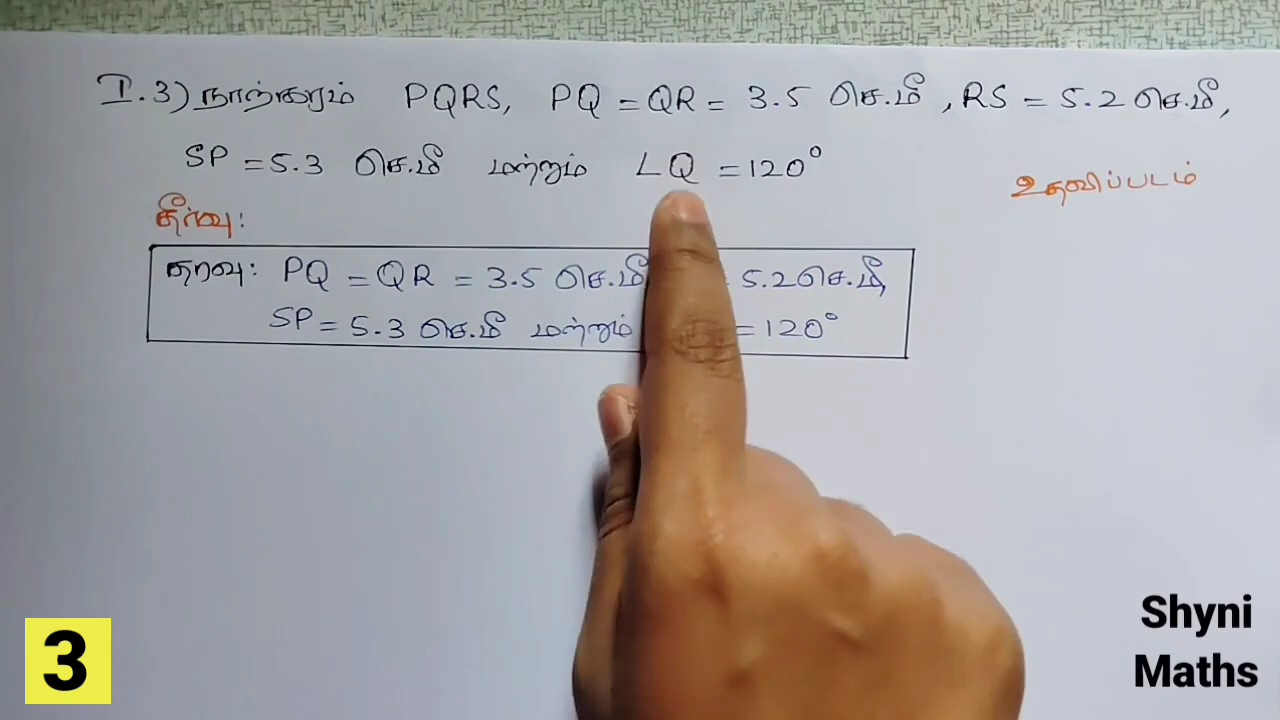 I.3) நாற்கரம் PQRS, PQ = QR = 3.5 செ.மீ, RS = 5.2 செ.மீ,
SP = 5.3 செ.மீ மற்றும் ∠Q = 120°
உதவிப்படம்
தீர்வு:
தரவு: PQ = QR = 3.5 செ.மீ = 5.2 செ.மீ,
SP = 5.3 செ.மீ மற்றும் = 120°
3
Shyni
Maths